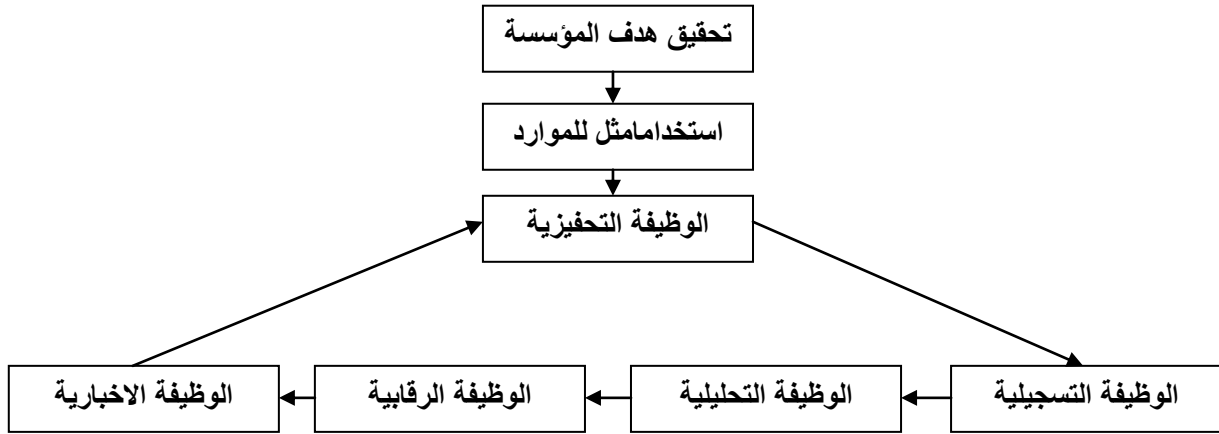 تحقيق هدف المؤسسة
استخدامامثل للموارد
الوظيفة التحفيزية
الوظيفة التسجيلية
الوظيفة التحليلية
الوظيفة الرقابية
الوظيفة الاخبارية